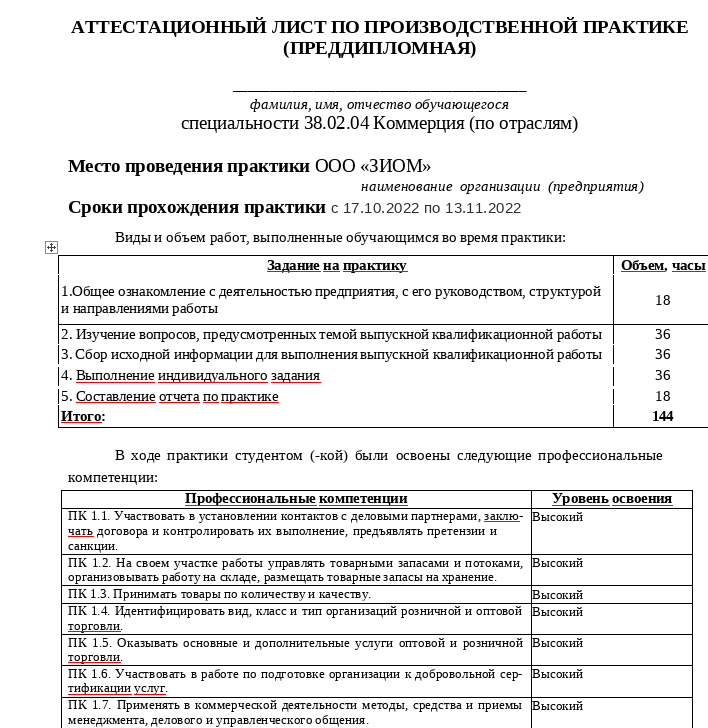 АТТЕСТАЦИОННЫЙ ЛИСТ ПО ПРОИЗВОДСТВЕННОЙ ПРАКТИКЕ
(ПРЕДДИПЛОМНАЯ)
_______________________________________
фамилия, имя, отчество обучающегося
специальности 38.02.04 Коммерция (по отраслям)
Место проведения практики ООО «ЗИОМ»
наименование организации (предприятия)
Сроки прохождения практики с 17.10.2022 по 13.11.2022
Виды и объем работ, выполненные обучающимся во время практики:
Задание на практику Объем, часы
1.Общее ознакомление с деятельностью предприятия, с его руководством, структурой
и направлениями работы 18
2. Изучение вопросов, предусмотренных темой выпускной квалификационной работы 36
3. Сбор исходной информации для выполнения выпускной квалификационной работы 36
4. Выполнение индивидуального задания 36
5. Составление отчета по практике 18
Итого: 144
В ходе практики студентом (-кой) были освоены следующие профессиональные
компетенции:
Профессиональные компетенции Уровень освоения
ПК 1.1. Участвовать в установлении контактов с деловыми партнерами, заклю- Высокий
чать договора и контролировать их выполнение, предъявлять претензии и
санкции.
ПК 1.2. На своем участке работы управлять товарными запасами и потоками, Высокий
организовывать работу на складе, размещать товарные запасы на хранение.
ПК 1.3. Принимать товары по количеству и качеству. Высокий
ПК 1.4. Идентифицировать вид, класс и тип организаций розничной и оптовой Высокий
торговли.
ПК 1.5. Оказывать основные и дополнительные услуги оптовой и розничной Высокий
торговли.
ПК 1.6. Участвовать в работе по подготовке организации к добровольной сер- Высокий
тификации услуг.
ПК 1.7. Применять в коммерческой деятельности методы, средства и приемы Высокий
менеджмента, делового и управленческого общения.